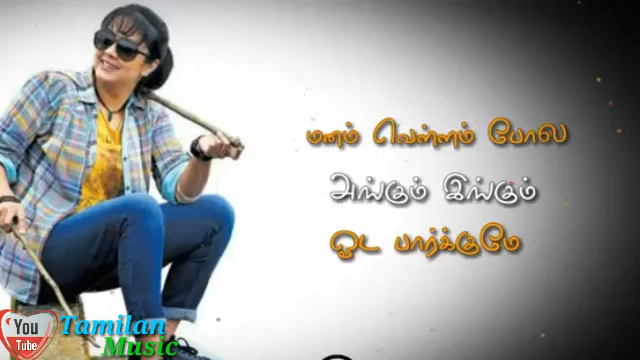 மனம் வெள்ளம் போல
அங்கும் இங்கும்
ஓட பார்க்குமே
You
Tube
Tamilan
Music